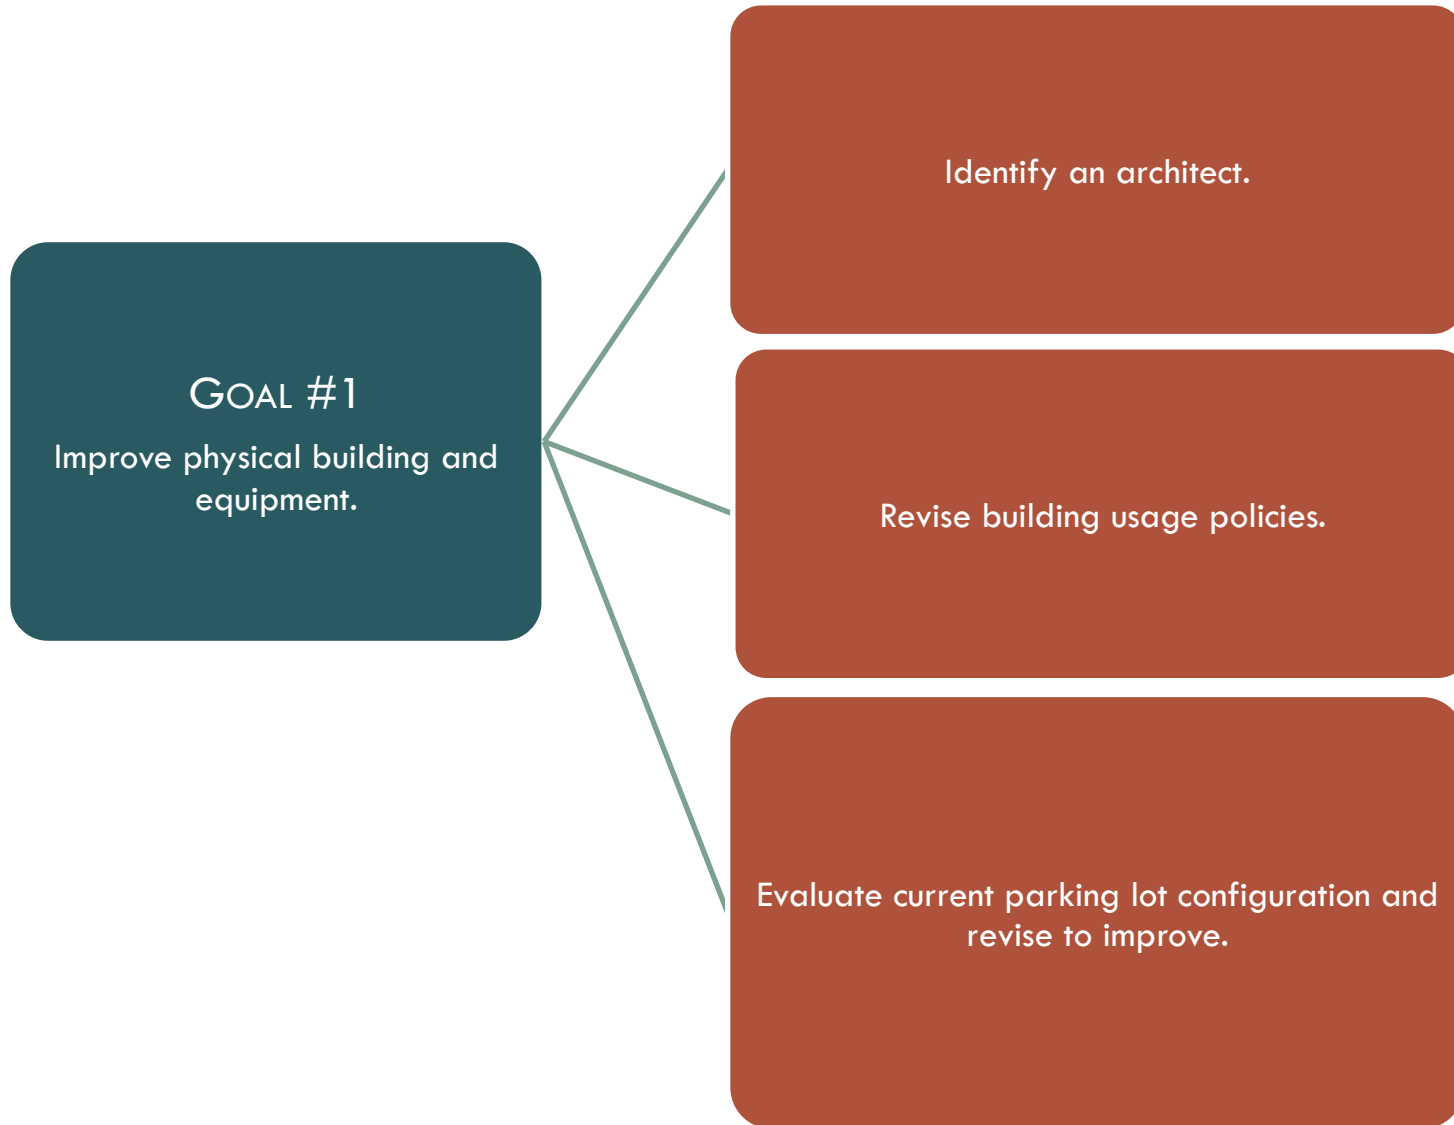 GOAL #1
Improve physical building and
equipment.
Identify an architect.
Revise building usage policies.
Evaluate current parking lot configuration and
revise to improve.